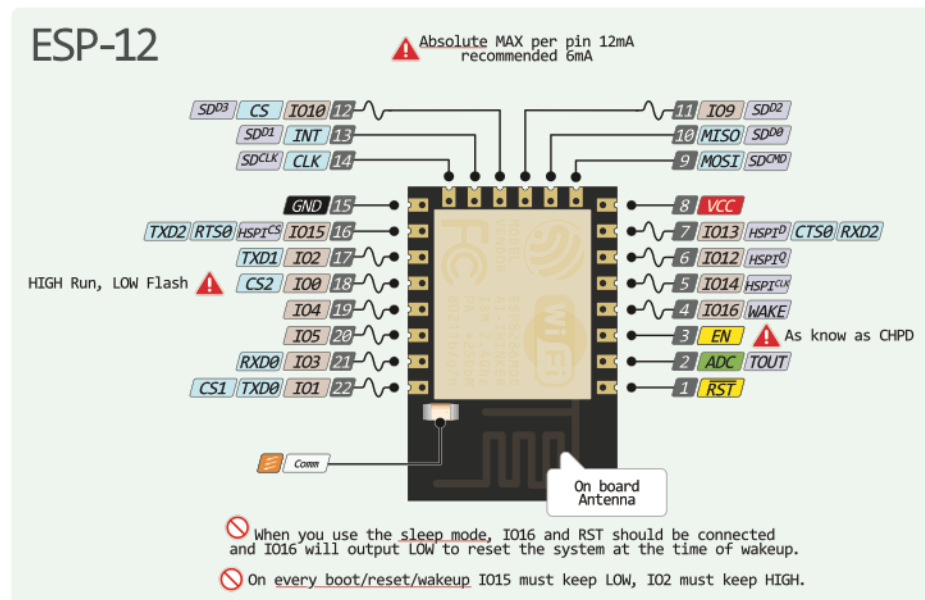 ESP-12
Absolute MAX per pin 12mA
recommended 6mA
SDD3 CS IO10 12
SDD1 INT 13
SDCLK CLK 14
11 IO9 SDD2
10 MISO SDD0
9 MOSI SDCMD
GND 15
TXD2 RTS0 HSPICS IO15 16
TXD1 IO2 17
HIGH Run, LOW Flash CS2 IO0 18
IO4 19
IO5 20
RXD0 IO3 21
CS1 TXD0 IO1 22
8 VCC
7 IO13 HSPID CTS0 RXD2
6 IO12 HSPIQ
5 IO14 HSPICLK
4 IO16 WAKE
3 EN As know as CHPD
2 ADC TOUT
1 RST
FC
WiFi
Comm
On board
Antenna
When you use the sleep mode, IO16 and RST should be connected
and IO16 will output LOW to reset the system at the time of wakeup.
On every boot/reset/wakeup IO15 must keep LOW, IO2 must keep HIGH.